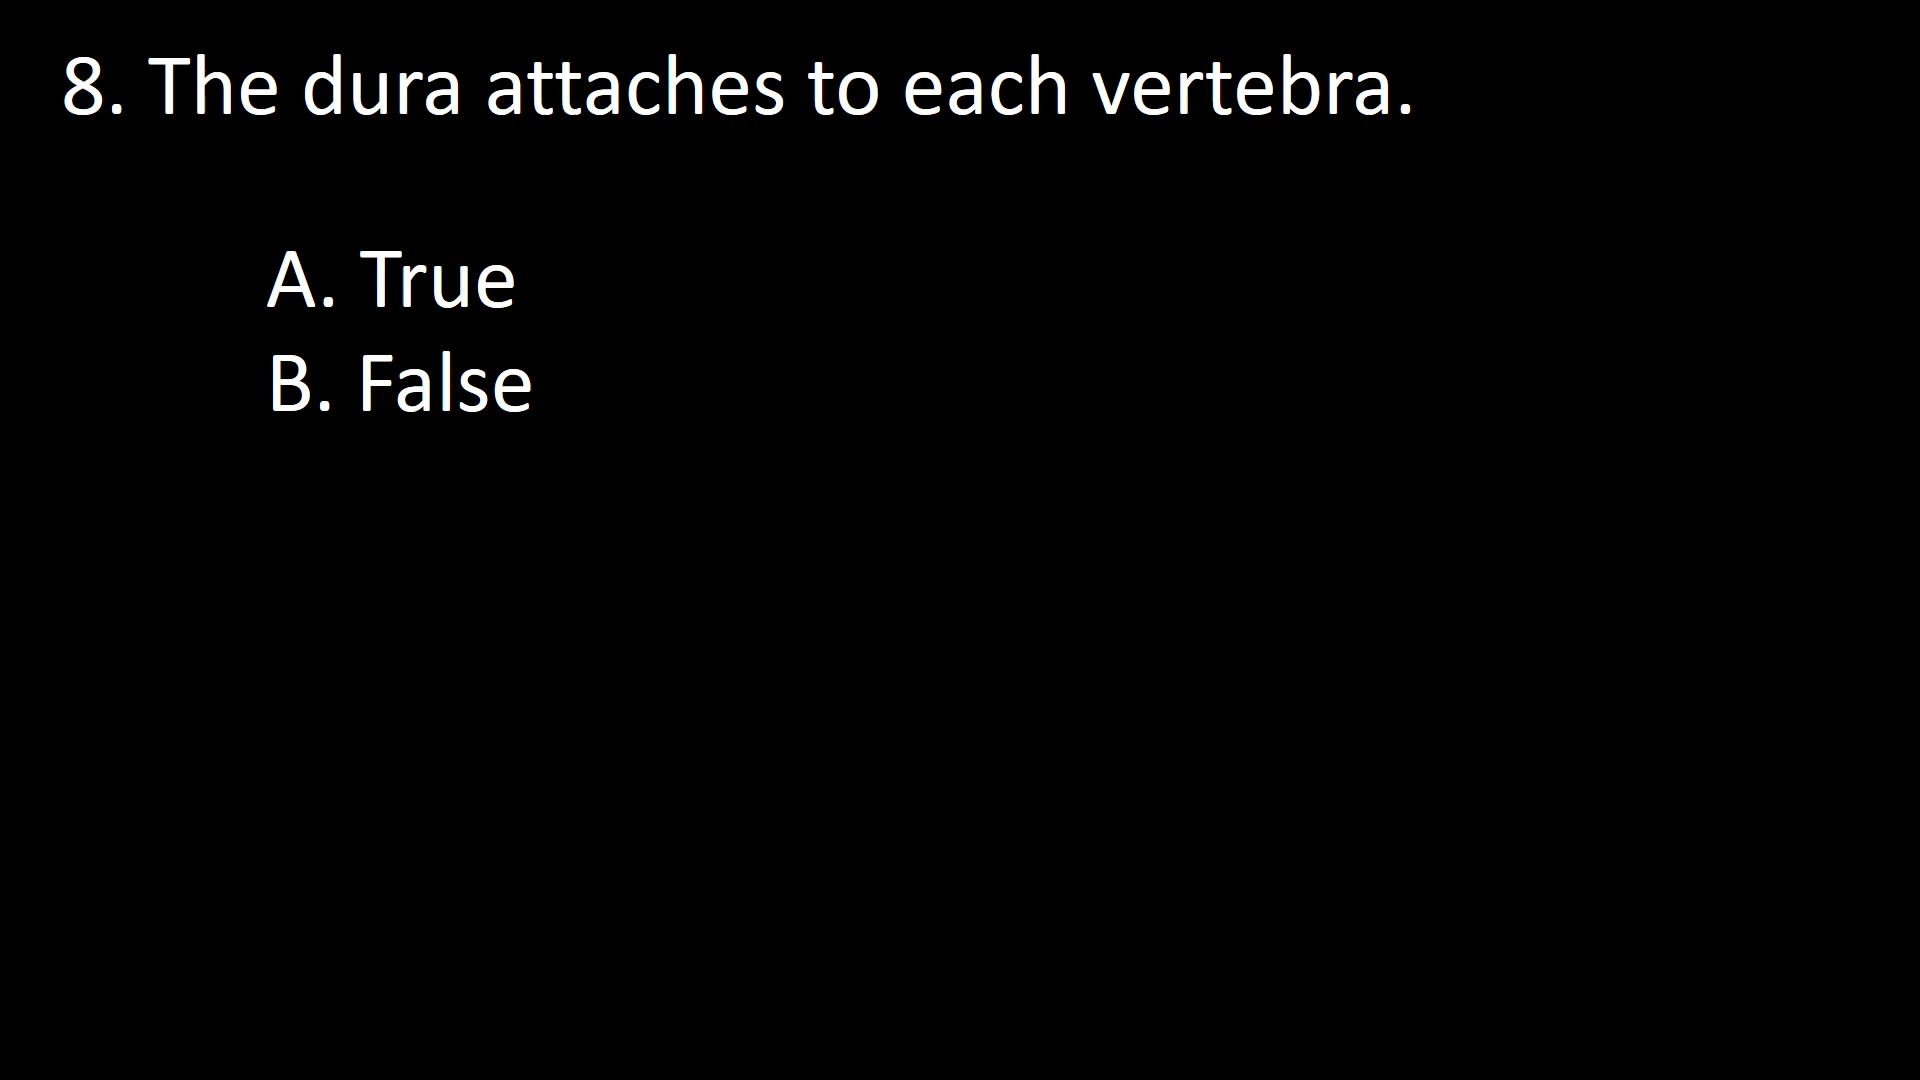 8. The dura attaches to each vertebra.
A. True
B. False